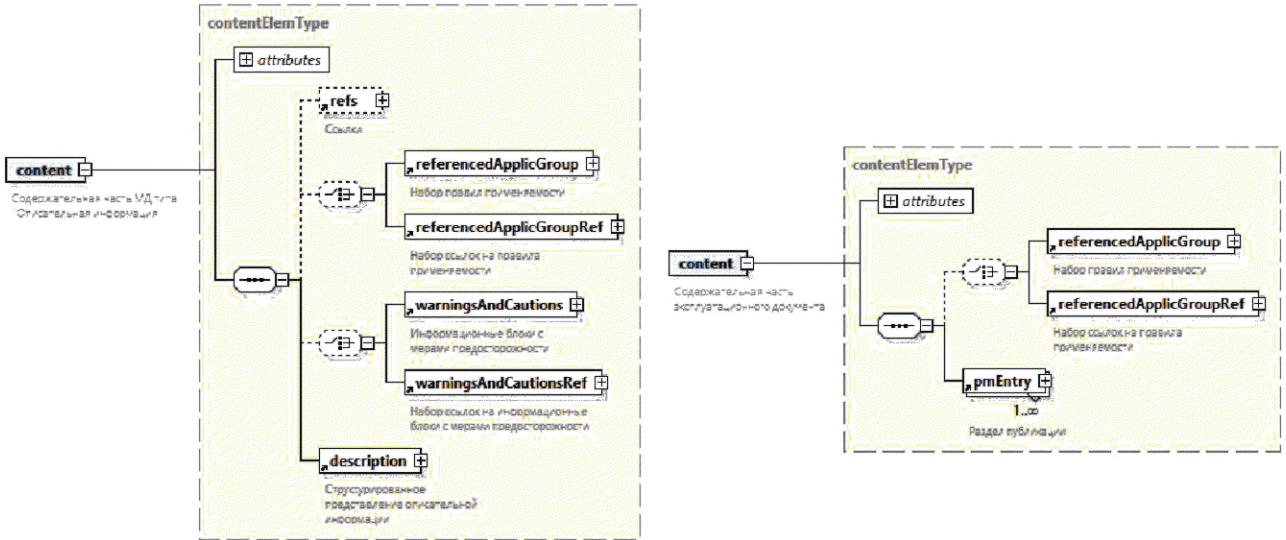 contentElemType
attributes
refs
Ссылки
referencedApplicGroup
Набор правил применяемости
referencedApplicGroupRef
Набор ссылок на правила
применяемости
content
Содержательная часть МД типа
"Описательная информация
warningsAndCautions
Информационные блоки с
мерами предосторожности
warningsAndCautionsRef
Набор ссылок на информационные
блоки с мерами предосторожности
description
Структурированное
представление описательной
информации
contentElemType
attributes
referencedApplicGroup
Набор правил применяемости
referencedApplicGroupRef
Набор ссылок на правила
применяемости
content
Содержательная часть
эксплуатационного документа
pmEntry
1..∞
Раздел публикации